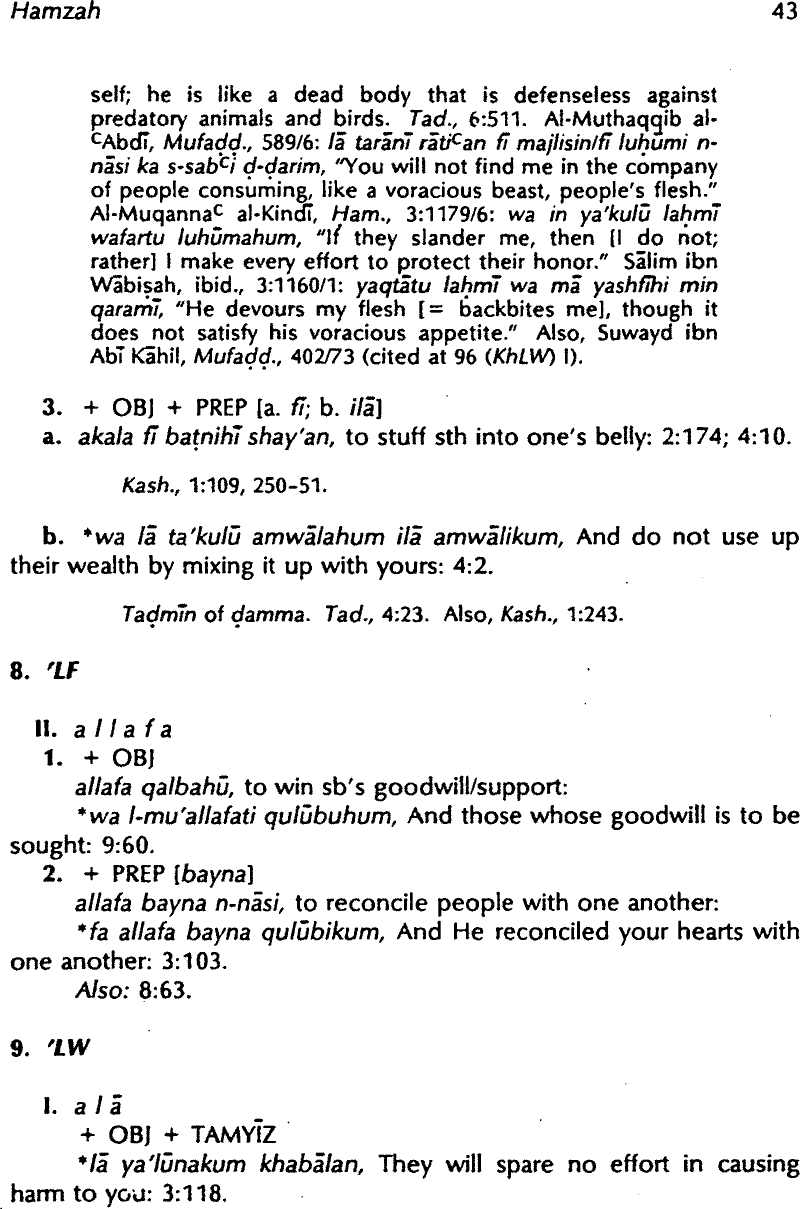 Hamzah 43
self; he is like a dead body that is defenseless against
predatory animals and birds. Tad., 6:511. Al-Muthaqqib al-
ᶜAbdī, Mufaḍḍ., 589/6: lā tarānī rātiᶜan fī majlisin/fī luḥūmi n-
nāsi ka s-sabᶜi ḍ-ḍarim, "You will not find me in the company
of people consuming, like a voracious beast, people's flesh."
Al-Muqannaᶜ al-Kindī, Ḥam., 3:1179/6: wa in ya'kulū laḥmī
wafartu luḥūmahum, "If they slander me, then [I do not;
rather] I make every effort to protect their honor." Sālim ibn
Wābiṣah, ibid., 3:1160/1: yaqtātu laḥmī wa mā yashfīhi min
qaramī, "He devours my flesh [= backbites me], though it
does not satisfy his voracious appetite." Also, Suwayd ibn
Abī Kāhil, Mufaḍḍ., 402/73 (cited at 96 (KhLW) I).
3. + OBJ + PREP [a. fī; b. ilā]
a. akala fī baṭnihī shay'an, to stuff sth into one's belly: 2:174; 4:10.
Kash., 1:109, 250-51.
b. *wa lā ta'kulū amwālahum ilā amwālikum, And do not use up
their wealth by mixing it up with yours: 4:2.
Taḍmīn of ḍamma. Tad., 4:23. Also, Kash., 1:243.
8. 'LF
II. a l l a f a
1. + OBJ
allafa qalbahū, to win sb's goodwill/support:
*wa l-mu'allafati qulūbuhum, And those whose goodwill is to be
sought: 9:60.
2. + PREP [bayna]
allafa bayna n-nāsi, to reconcile people with one another:
*fa allafa bayna qulūbikum, And He reconciled your hearts with
one another: 3:103.
Also: 8:63.
9. 'LW
I. a l ā
+ OBJ + TAMYĪZ
*lā ya'lūnakum khabālan, They will spare no effort in causing
harm to you: 3:118.